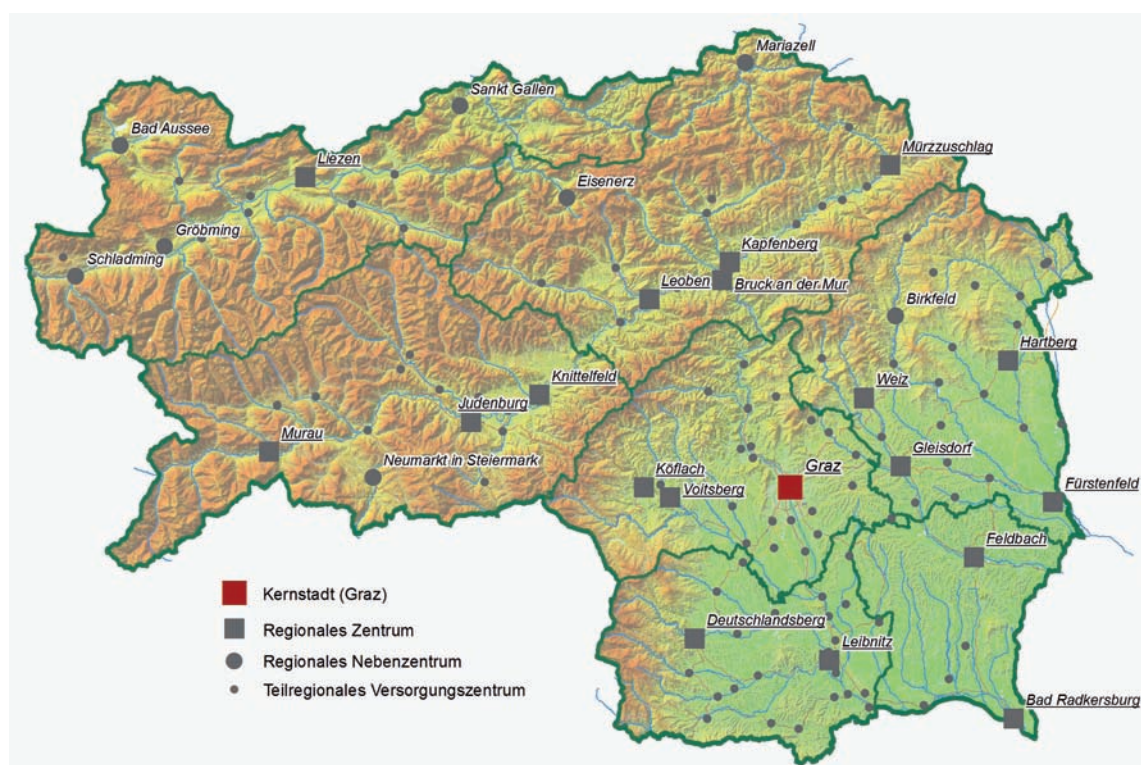 Mariazell
Sankt Gallen
Bad Aussee
Mürzzuschlag
Liezen
Eisenerz
Gröbming
Kapfenberg
Schladming
Leoben
Bruck an der Mur
Birkfeld
Hartberg
Knittelfeld
Weiz
Judenburg
Murau
Gleisdorf
Neumarkt in Steiermark
Köflach
Graz
Voitsberg
Fürstenfeld
Feldbach
Kernstadt (Graz)
Regionales Zentrum
Deutschlandsberg
Leibnitz
Regionales Nebenzentrum
Teilregionales Versorgungszentrum
Bad Radkersburg